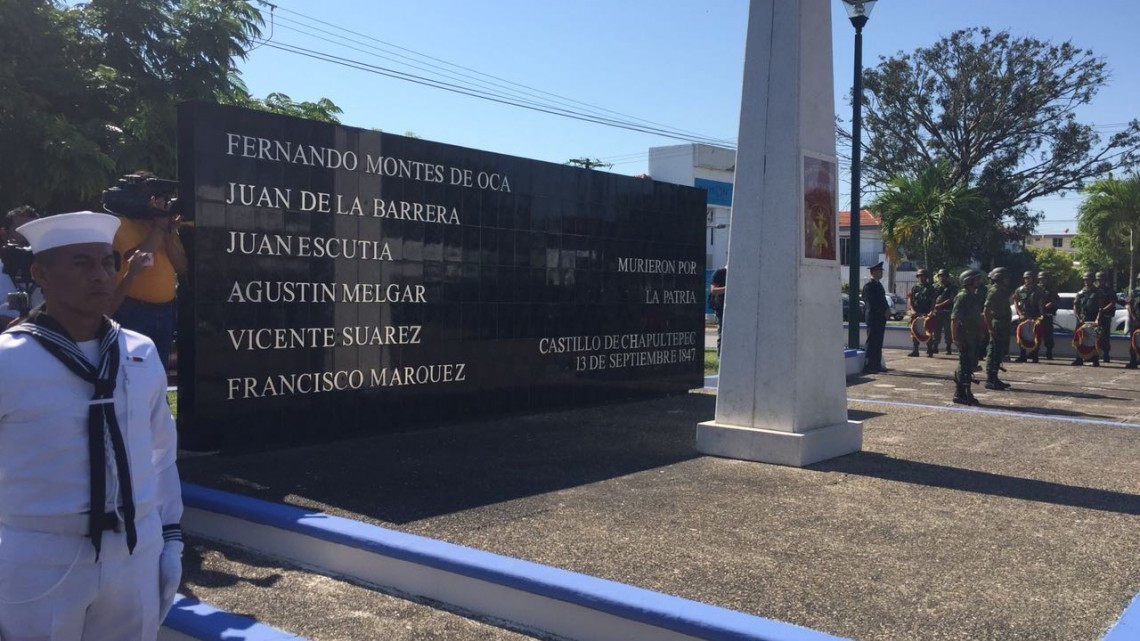 FERNANDO MONTES DE OCA
JUAN DE LA BARRERA
JUAN ESCUTIA
AGUSTIN MELGAR
VICENTE SUAREZ
FRANCISCO MARQUEZ
MURIERON POR
LA PATRIA
CASTILLO DE CHAPULTEPEC
13 DE SEPTIEMBRE 1847